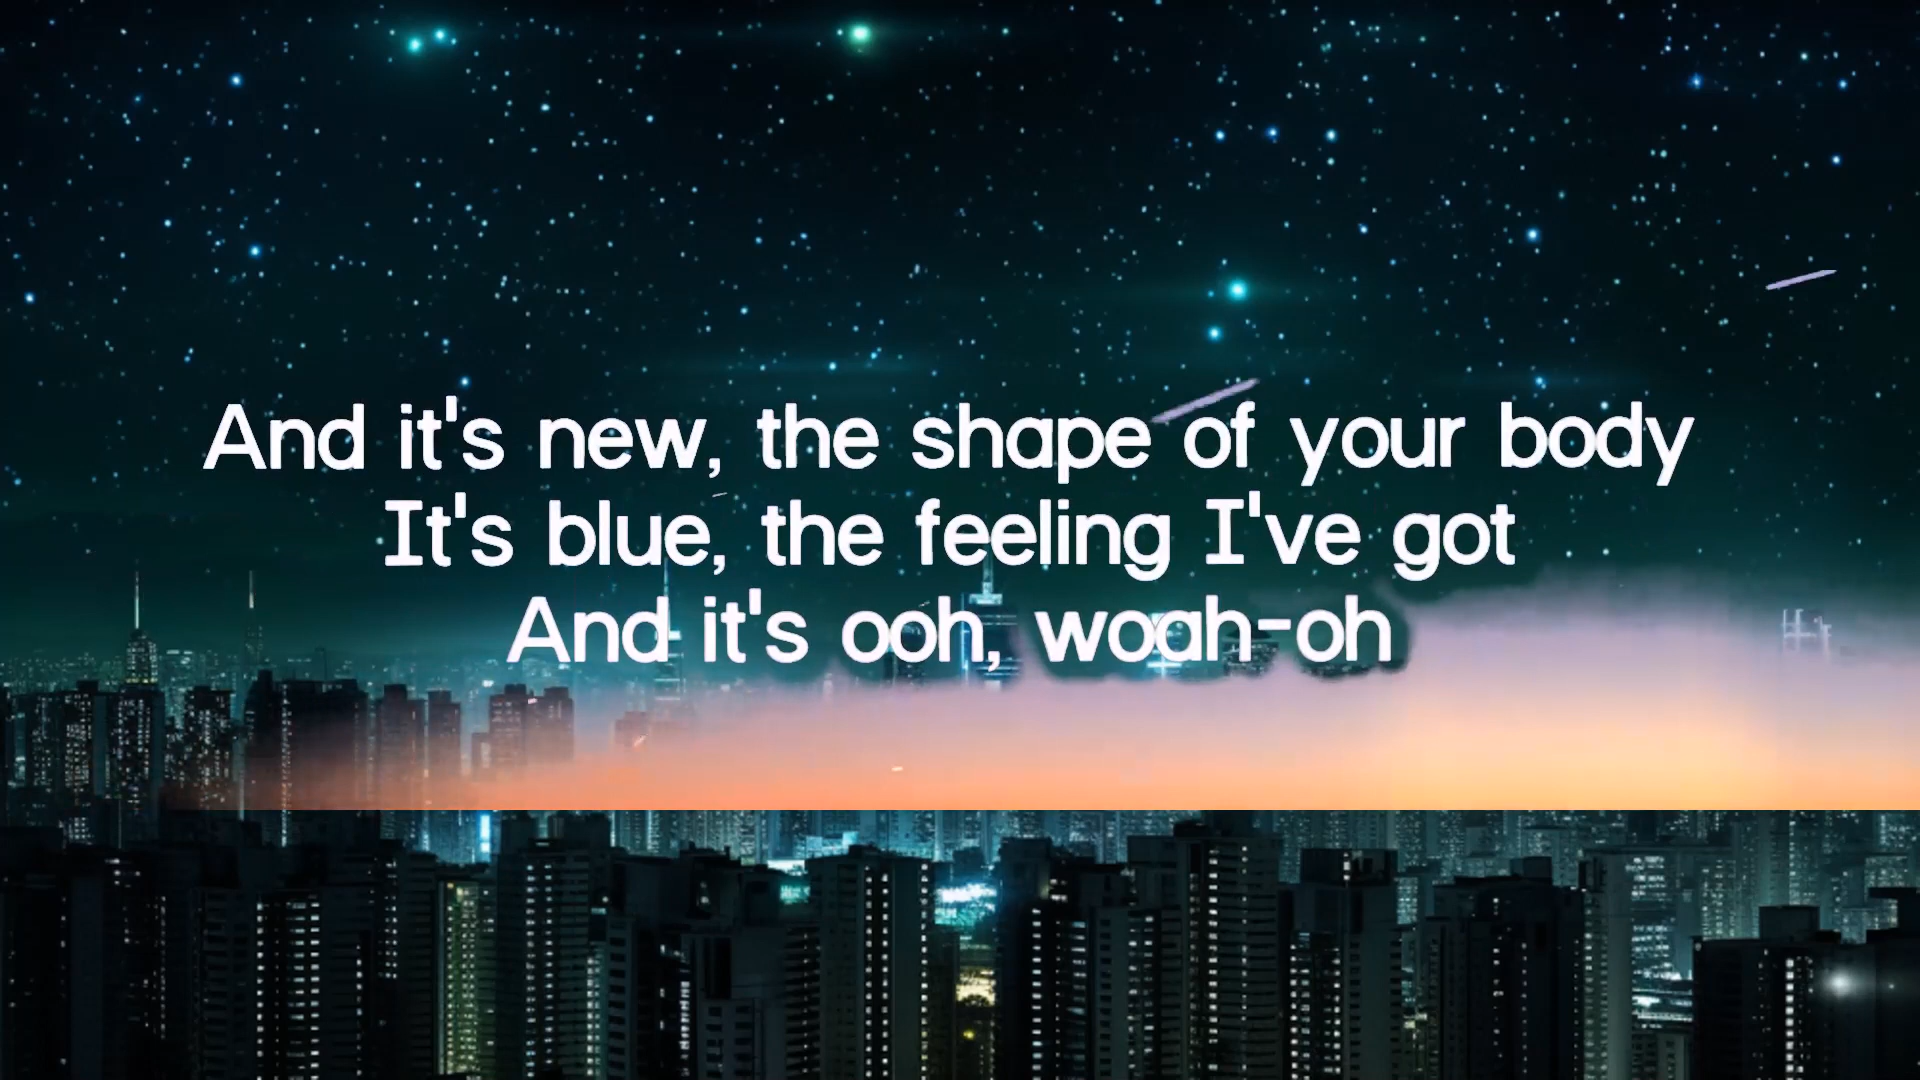 And it's new, the shape of your body
It's blue, the feeling I've got
And it's ooh, woah-oh